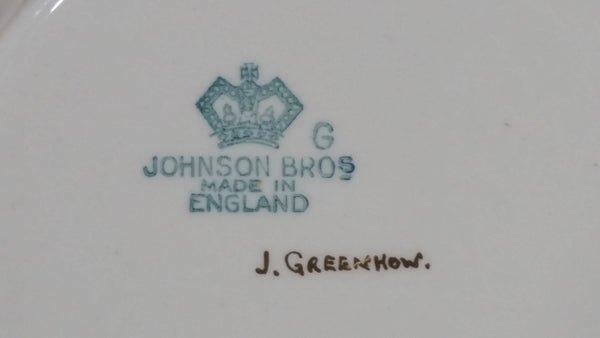 G
JOHNSON BROS
MADE IN
ENGLAND
J. GREENHOW.